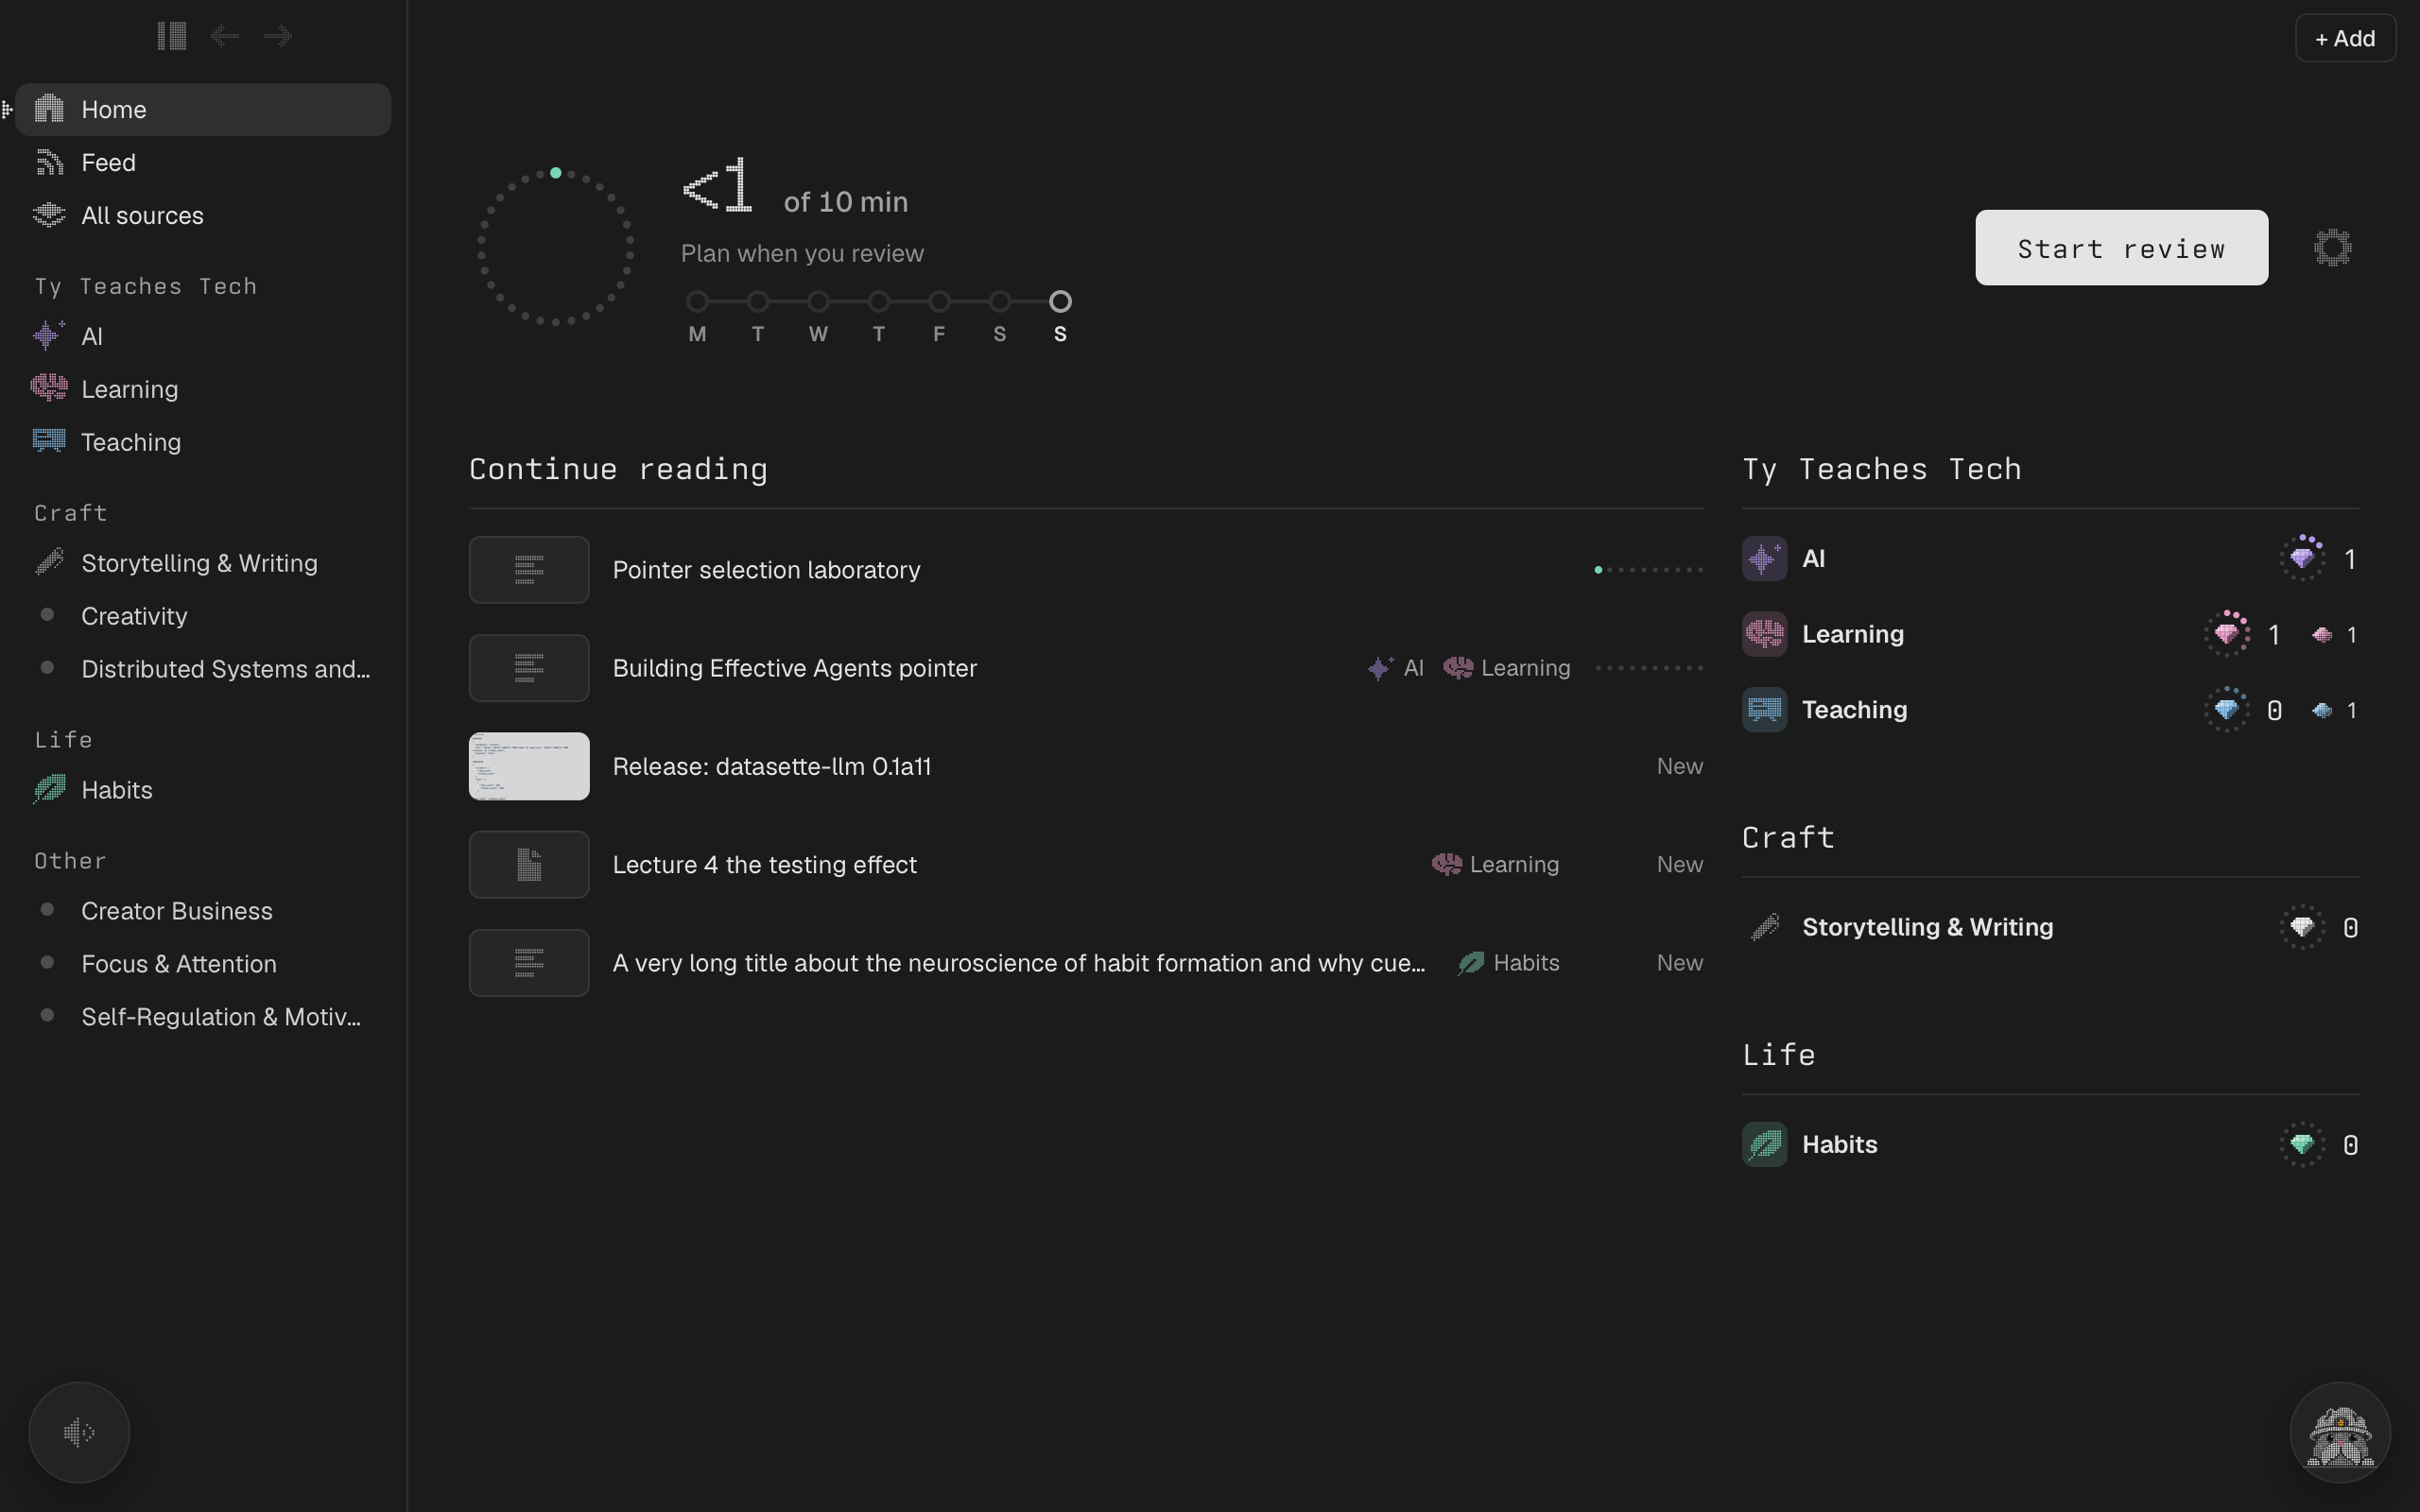 + Add
Home
Feed
All sources
Ty Teaches Tech
AI
Learning
Teaching
Craft
Storytelling & Writing
Creativity
Distributed Systems and...
Life
Habits
Other
Creator Business
Focus & Attention
Self-Regulation & Motiv...
<1 of 10 min
Plan when you review
M T W T F S S
Start review
Continue reading
Pointer selection laboratory
Building Effective Agents pointer AI Learning
Release: datasette-llm 0.1a11 New
Lecture 4 the testing effect Learning New
A very long title about the neuroscience of habit formation and why cue... Habits New
Ty Teaches Tech
AI 1
Learning 1 1
Teaching 0 1
Craft
Storytelling & Writing 0
Life
Habits 0